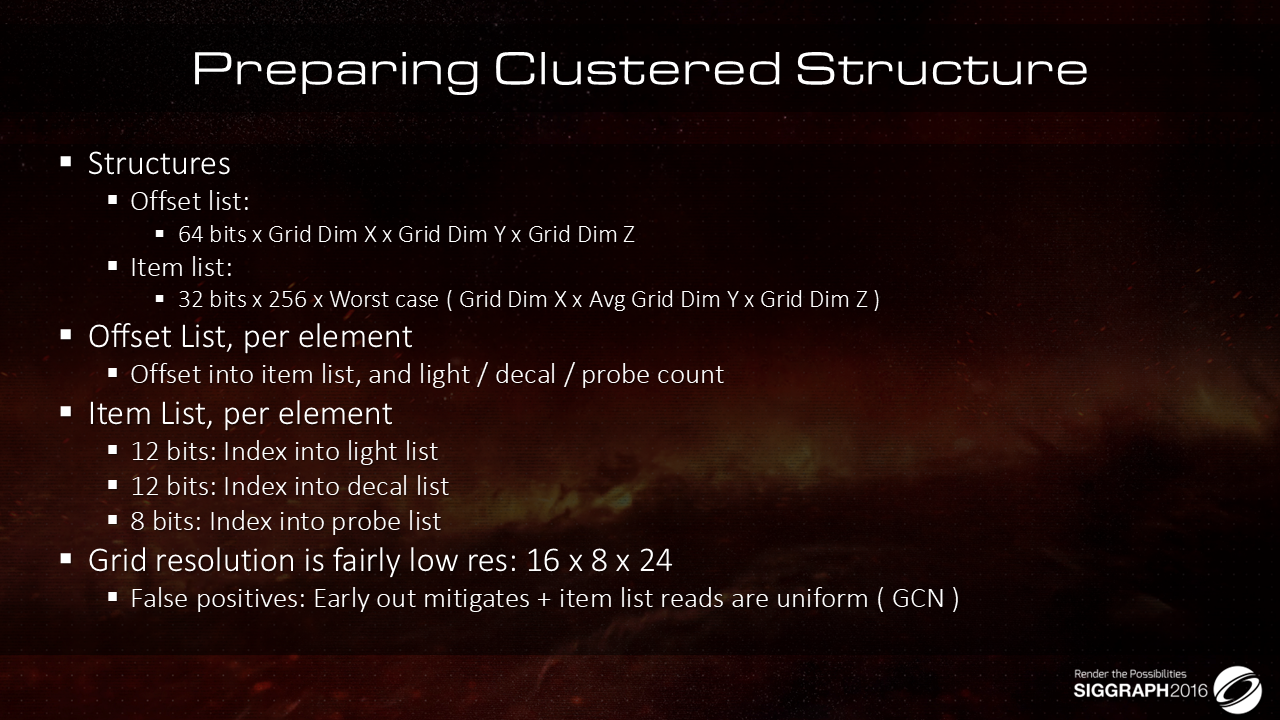 Preparing Clustered Structure
▪ Structures
▪ Offset list:
▪ 64 bits x Grid Dim X x Grid Dim Y x Grid Dim Z
▪ Item list:
▪ 32 bits x 256 x Worst case ( Grid Dim X x Avg Grid Dim Y x Grid Dim Z )
▪ Offset List, per element
▪ Offset into item list, and light / decal / probe count
▪ Item List, per element
▪ 12 bits: Index into light list
▪ 12 bits: Index into decal list
▪ 8 bits: Index into probe list
▪ Grid resolution is fairly low res: 16 x 8 x 24
▪ False positives: Early out mitigates + item list reads are uniform ( GCN )
Render the Possibilities
SIGGRAPH2016